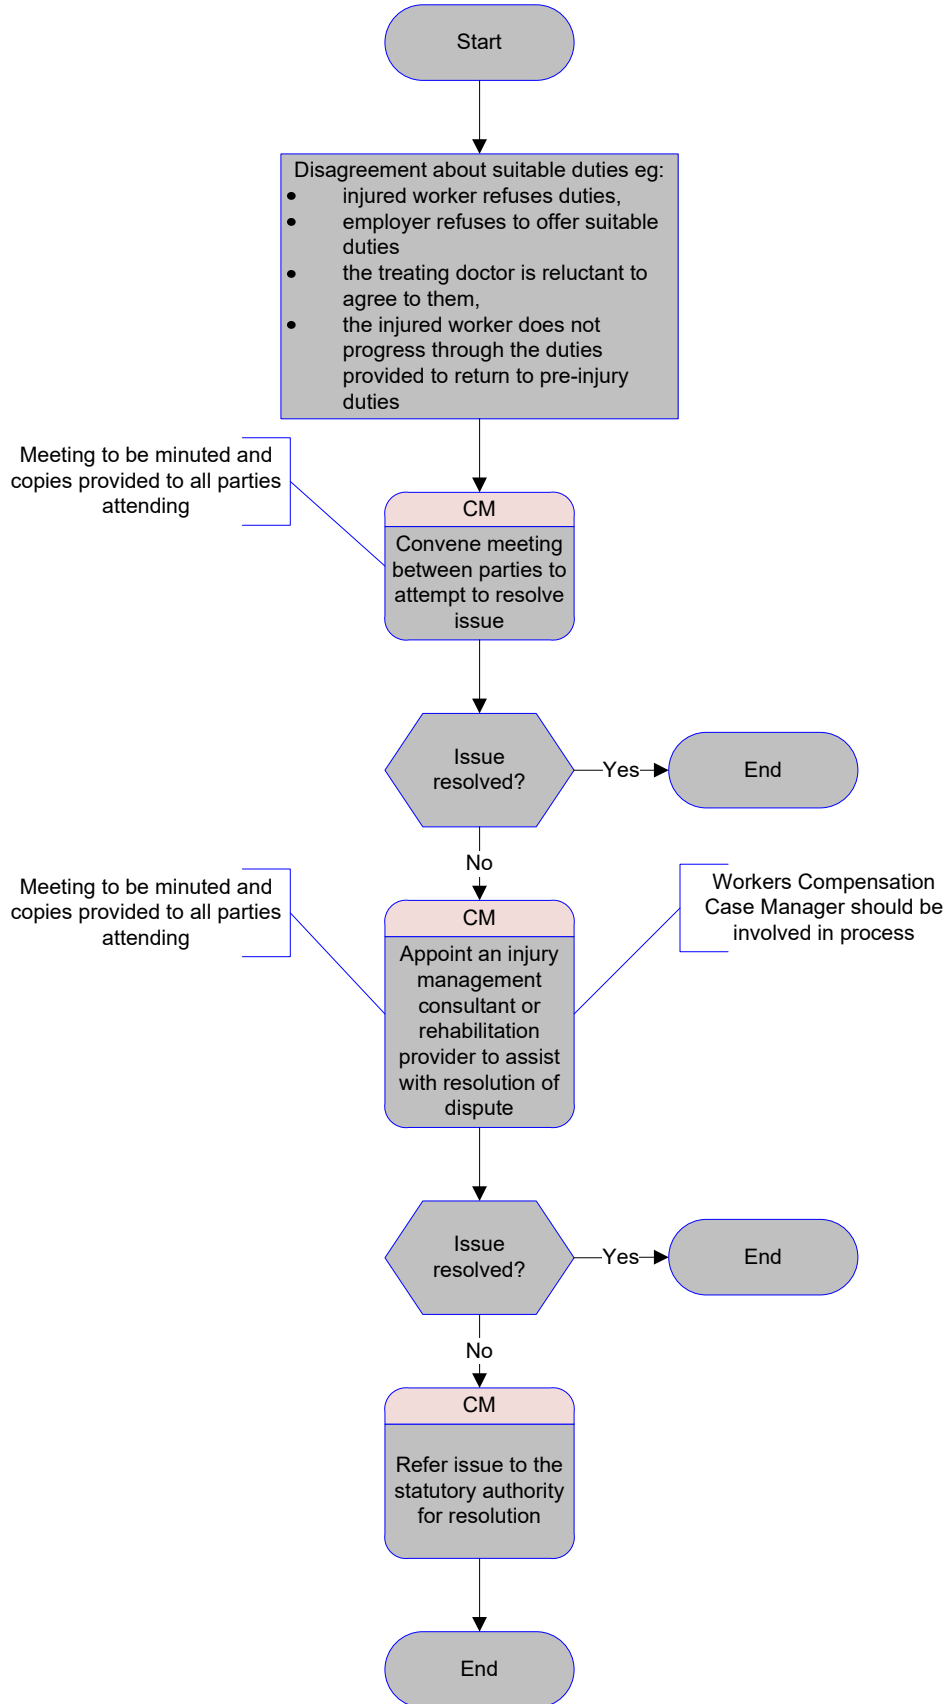 Start
Disagreement about suitable duties eg:
• injured worker refuses duties,
• employer refuses to offer suitable
duties
• the treating doctor is reluctant to
agree to them,
• the injured worker does not
progress through the duties
provided to return to pre-injury
duties
Meeting to be minuted and
copies provided to all parties
attending
CM
Convene meeting
between parties to
attempt to resolve
issue
Issue
resolved?
Yes
End
No
Meeting to be minuted and
copies provided to all parties
attending
CM
Appoint an injury
management
consultant or
rehabilitation
provider to assist
with resolution of
dispute
Workers Compensation
Case Manager should be
involved in process
Issue
resolved?
Yes
End
No
CM
Refer issue to the
statutory authority
for resolution
End